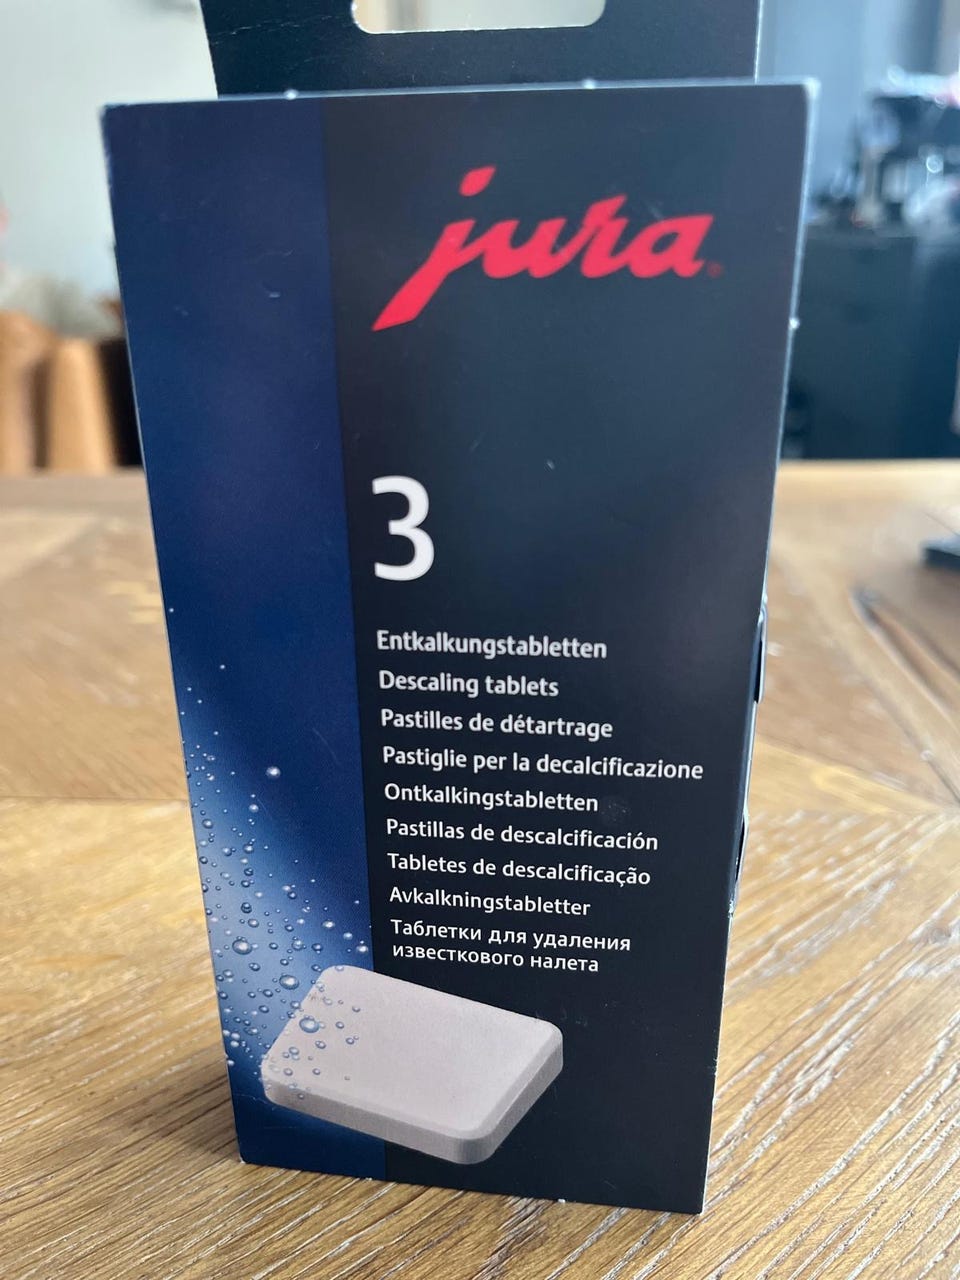 jura
3
Entkalkungstabletten
Descaling tablets
Pastilles de détartrage
Pastiglie per la decalcificazione
Ontkalkingstabletten
Pastillas de descalcificación
Tabletes de descalcificação
Avkalkningstabletter
Таблетки для удаления
известкового налета